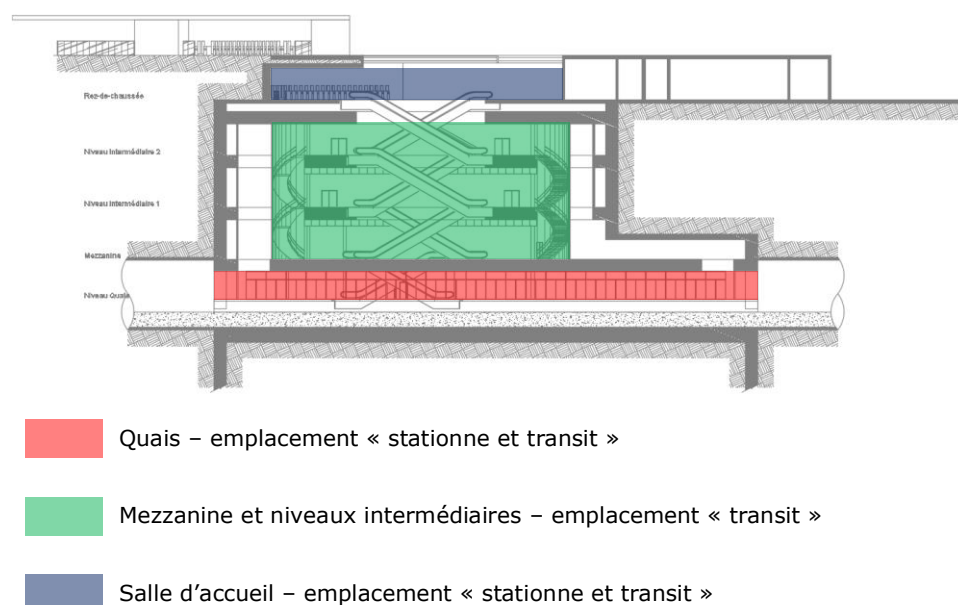 Rez-de-chaussée
Niveau Intermédiaire 2
Niveau Intermédiaire 1
Mezzanine
Niveau Quais
Quais – emplacement « stationne et transit »
Mezzanine et niveaux intermédiaires – emplacement « transit »
Salle d’accueil – emplacement « stationne et transit »